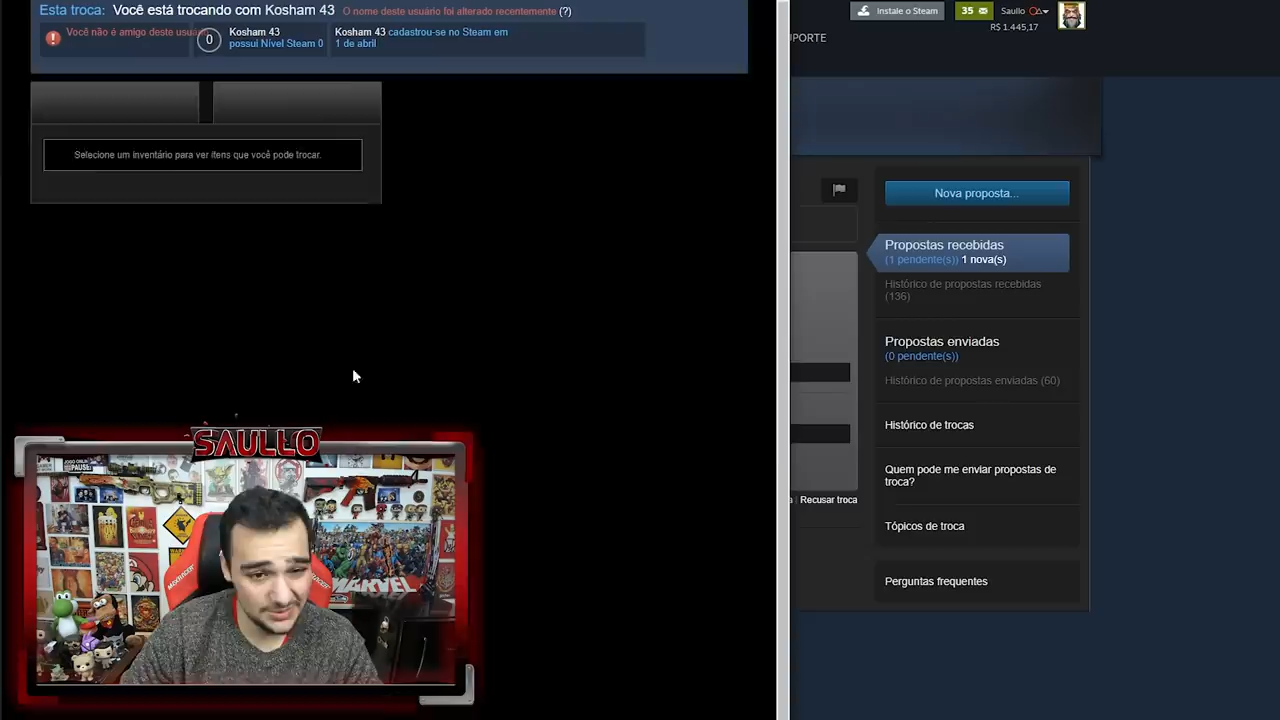 Esta troca: Você está trocando com Kosham 43 O nome deste usuário foi alterado recentemente (?)
Você não é amigo deste usuário
0
Kosham 43
possui Nível Steam 0
Kosham 43 cadastrou-se no Steam em
1 de abril
Selecione um inventário para ver itens que você pode trocar.
Instale o Steam
35
Saullo
R$ 1.445,17
UPORTE
Nova proposta...
Propostas recebidas
(1 pendente(s)) 1 nova(s)
Histórico de propostas recebidas
(136)
Propostas enviadas
(0 pendente(s))
Histórico de propostas enviadas (60)
Histórico de trocas
Quem pode me enviar propostas de
troca?
Recusar troca
Tópicos de troca
Perguntas frequentes
SAULLO
PAUSE
MARVEL